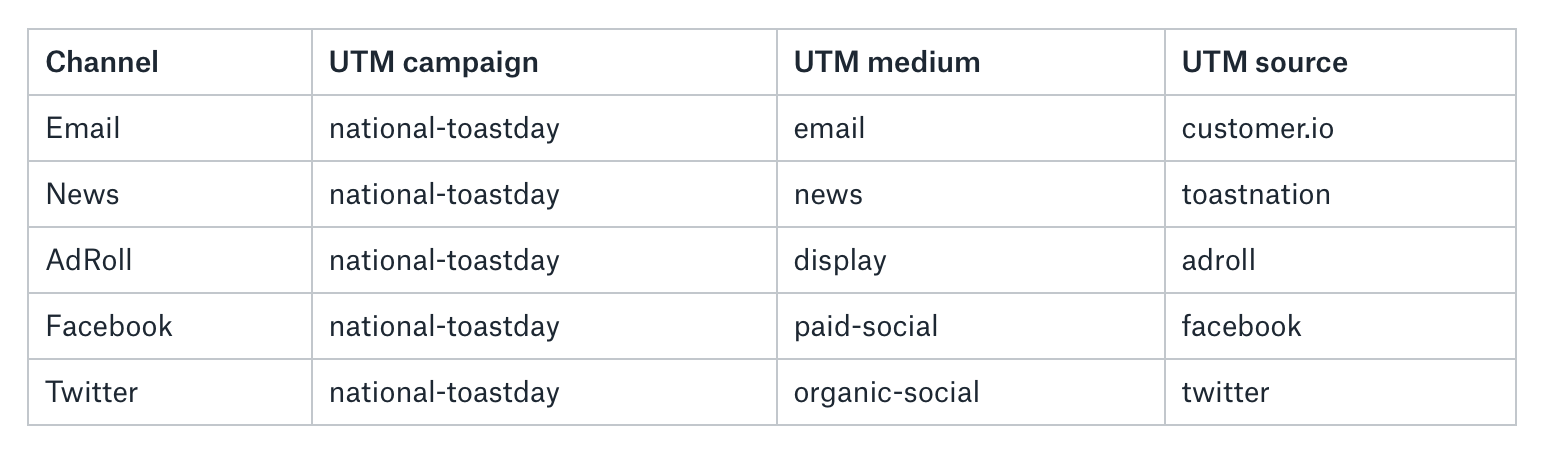 Channel UTM campaign UTM medium UTM source
Email national-toastday email customer.io
News national-toastday news toastnation
AdRoll national-toastday display adroll
Facebook national-toastday paid-social facebook
Twitter national-toastday organic-social twitter